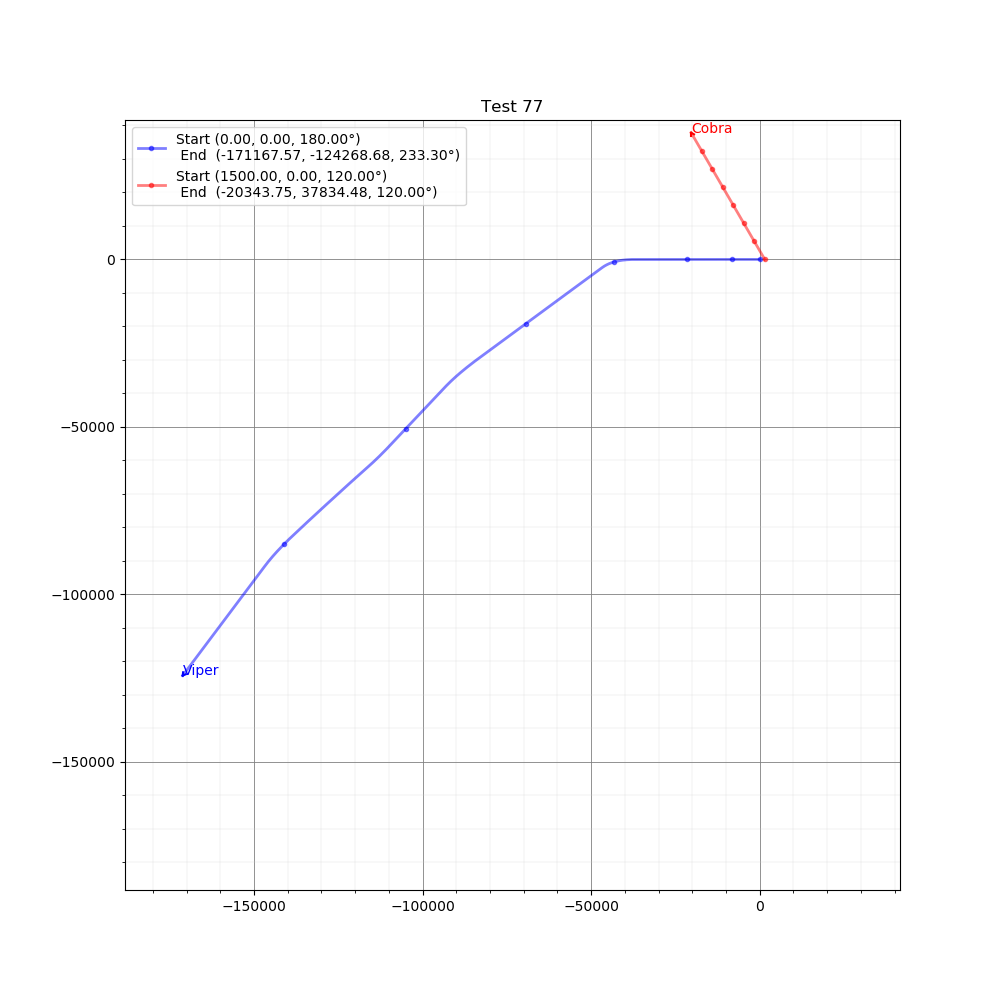 Test 77
Start (0.00, 0.00, 180.00°)
End  (-171167.57, -124268.68, 233.30°)
Start (1500.00, 0.00, 120.00°)
End  (-20343.75, 37834.48, 120.00°)
Cobra
Viper
0
−50000
−100000
−150000
−150000
−100000
−50000
0